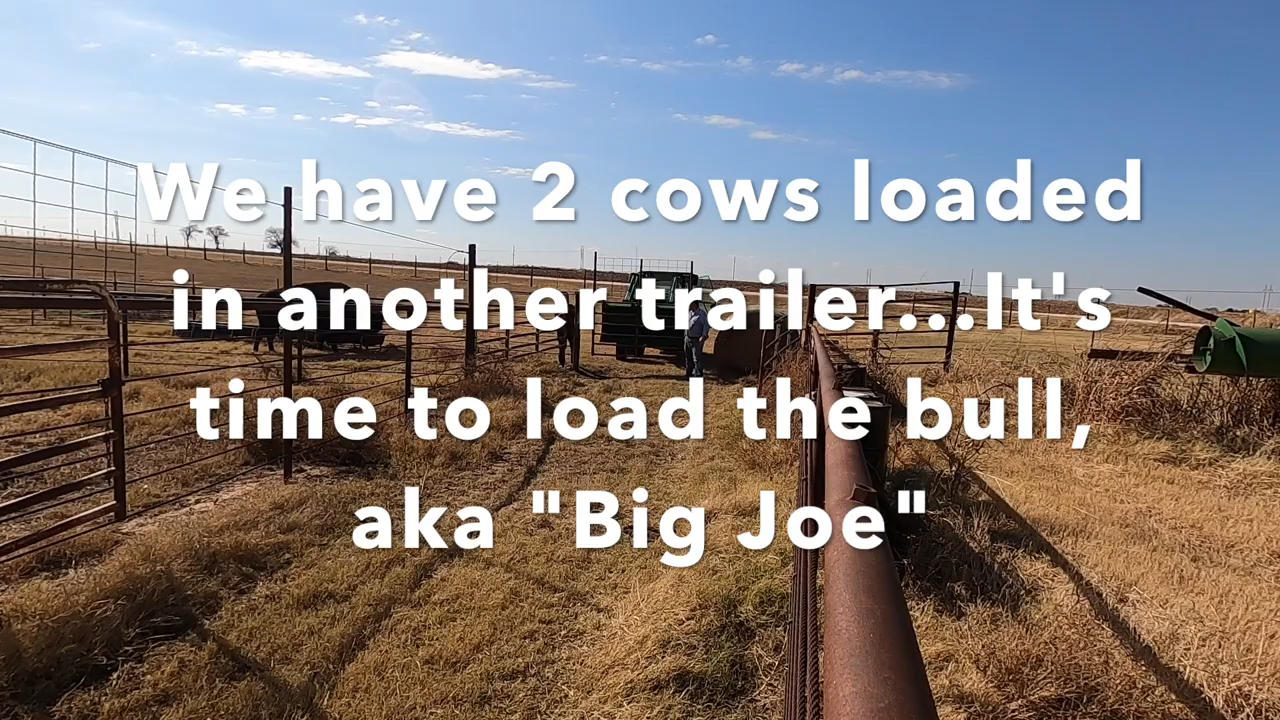 We have 2 cows loaded
in another trailer...It's
time to load the bull,
aka "Big Joe"